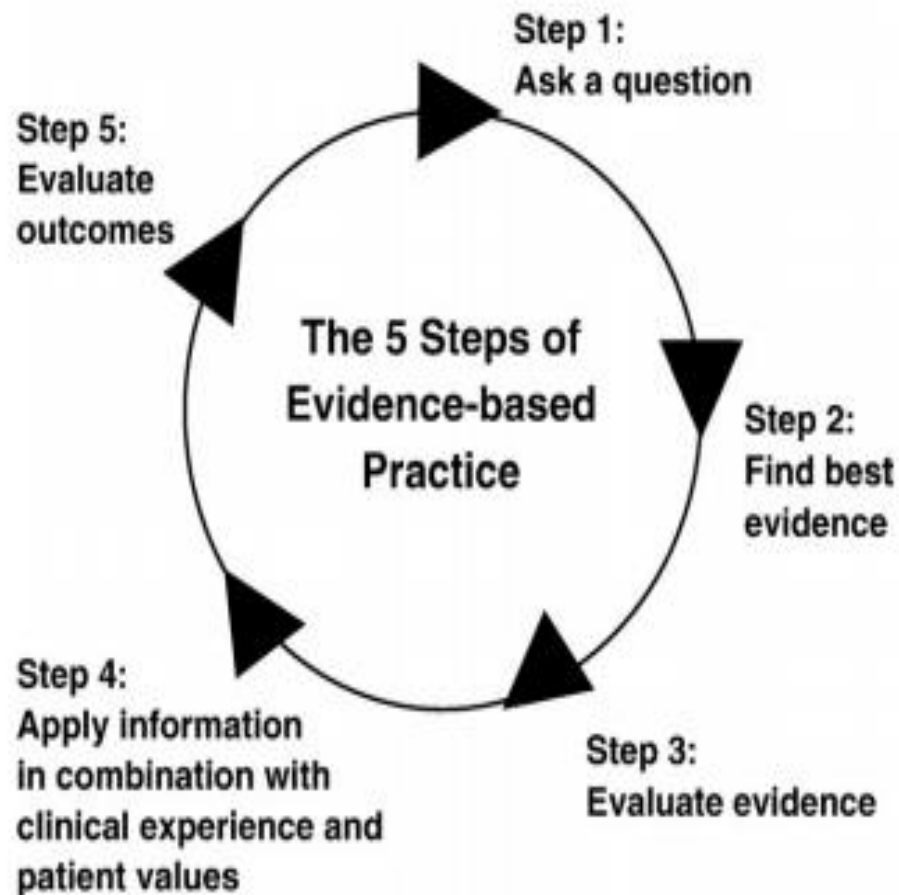 Step 1:
Ask a question
Step 5:
Evaluate
outcomes
The 5 Steps of
Evidence-based
Practice
Step 2:
Find best
evidence
Step 4:
Apply information
in combination with
clinical experience and
patient values
Step 3:
Evaluate evidence